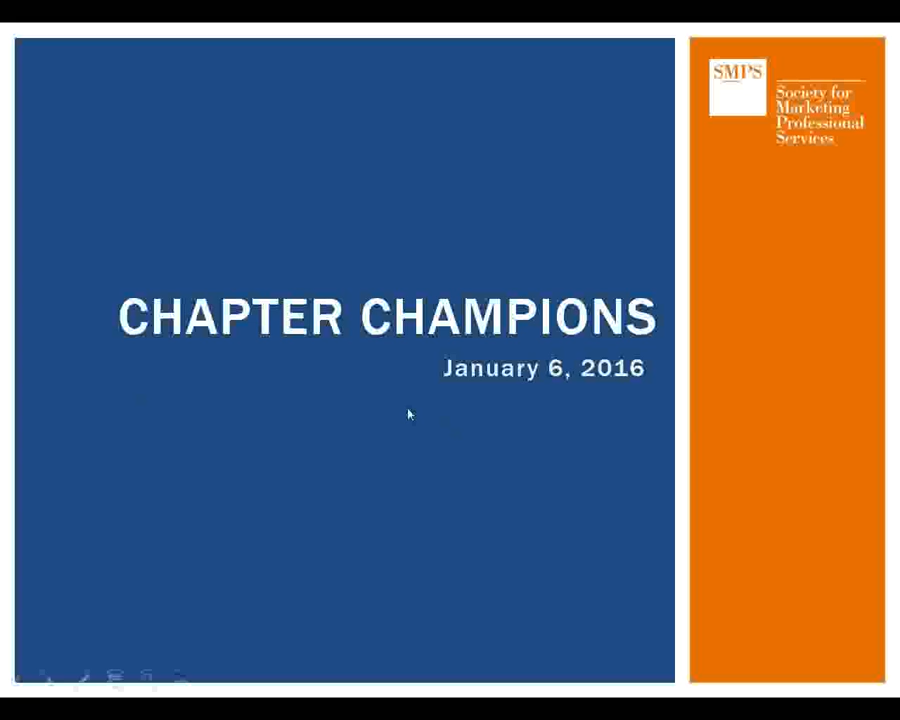 SMPS
Society for
Marketing
Professional
Services
CHAPTER CHAMPIONS
January 6, 2016